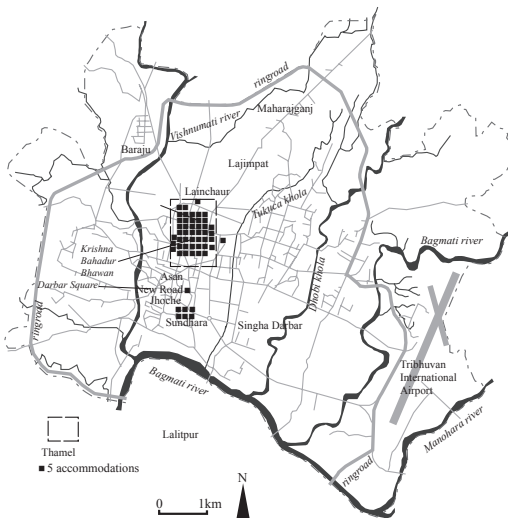 ringroad
Maharajganj
Vishnumati river
Baraju
Lajimpat
Lainchaur
Tukuca khola
Krishna
Bahadur
Bhawan
Bagmati river
Darbar Square
Asan
New Road
Jhoche
Dhobi khola
ringroad
Sundhara
Singha Darbar
Tribhuvan
International
Airport
Bagmati river
Manohara river
Lalitpur
ringroad
Thamel
5 accommodations
N
0 1km